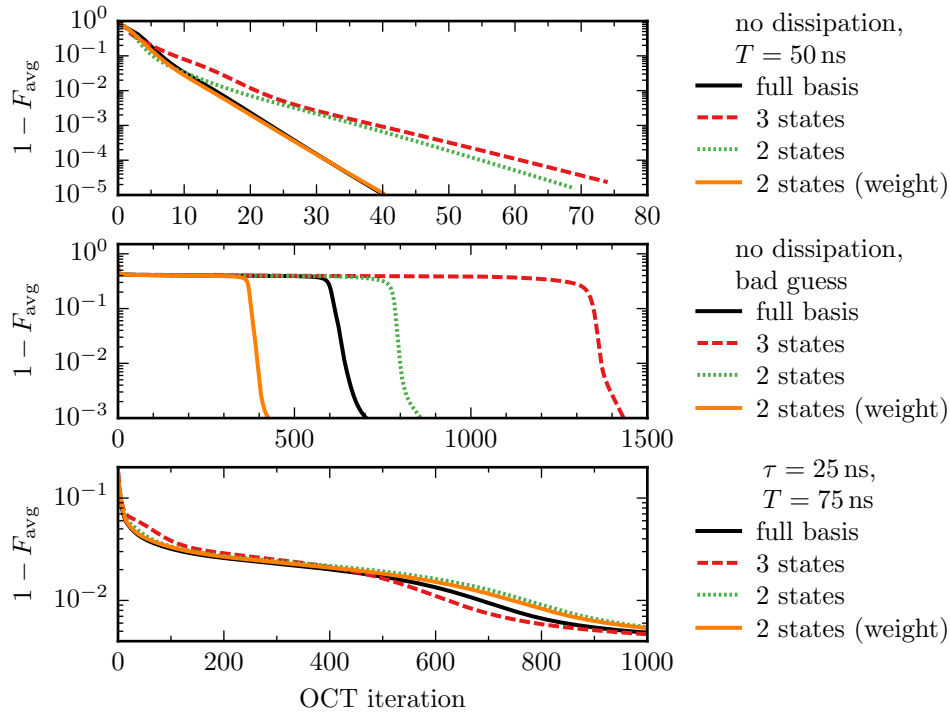 10^0
10^-1
10^-2
10^-3
10^-4
10^-5
1 − F_avg
0 10 20 30 40 50 60 70 80
no dissipation,
T = 50 ns
full basis
3 states
2 states
2 states (weight)
10^0
10^-1
10^-2
10^-3
1 − F_avg
0 500 1000 1500
no dissipation,
bad guess
full basis
3 states
2 states
2 states (weight)
10^-1
10^-2
1 − F_avg
0 200 400 600 800 1000
OCT iteration
τ = 25 ns,
T = 75 ns
full basis
3 states
2 states
2 states (weight)